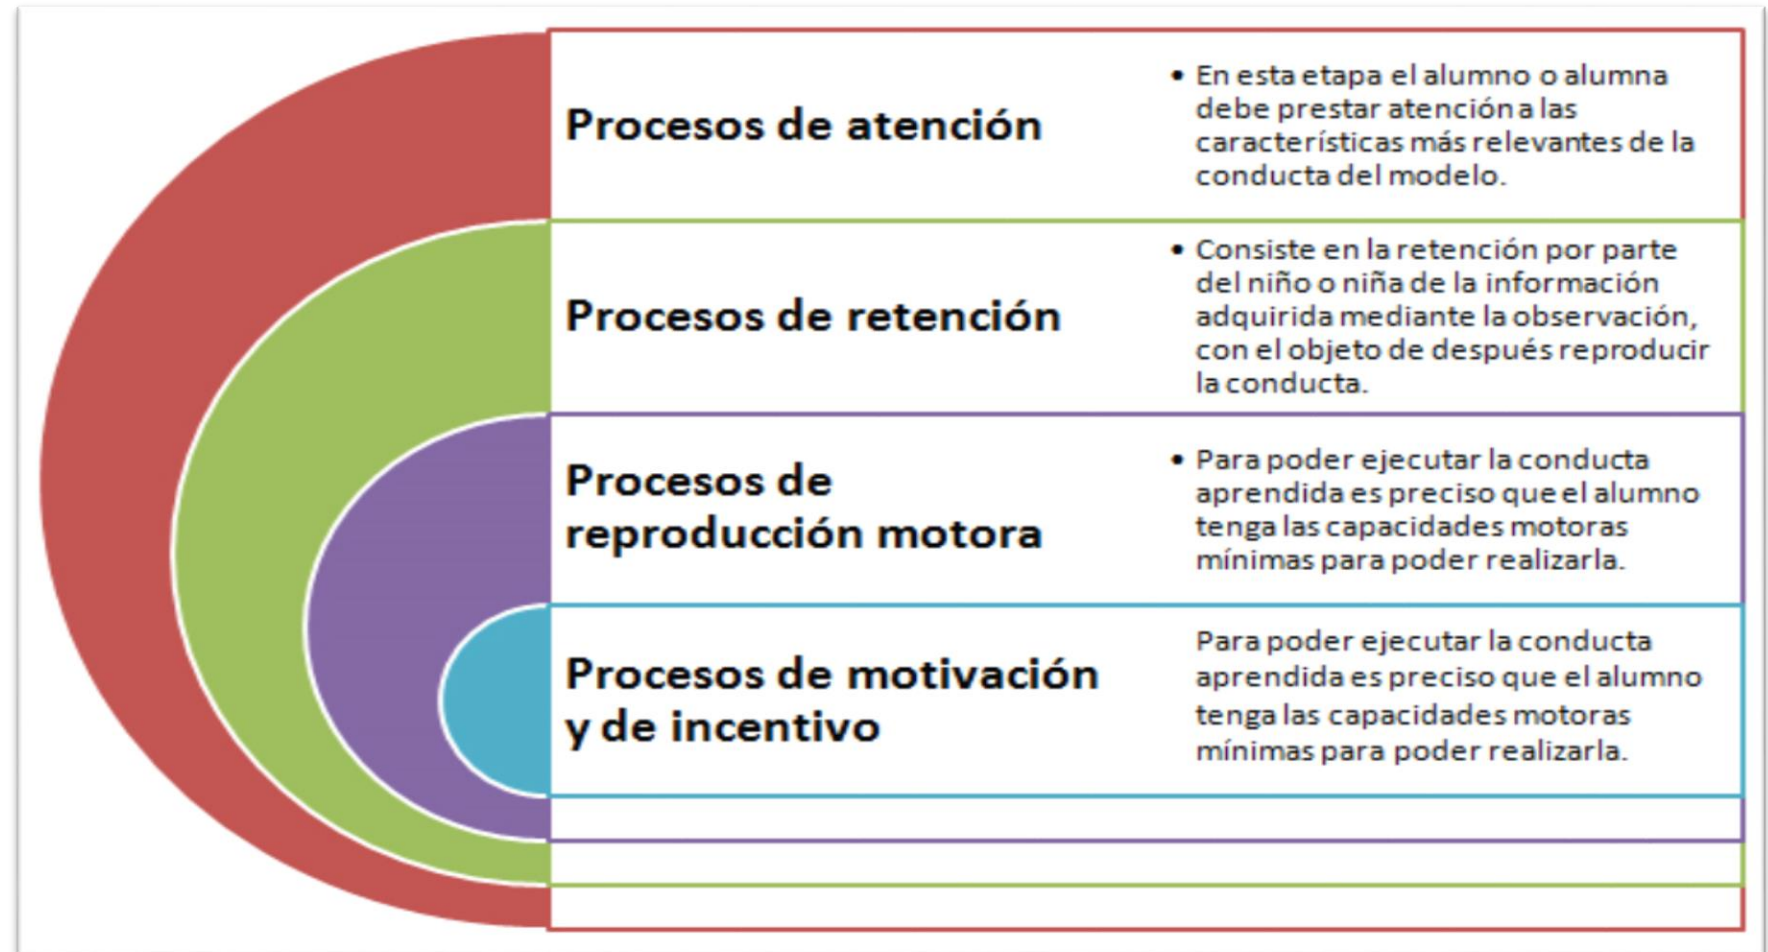 Procesos de atención
• En esta etapa el alumno o alumna
debe prestar atención a las
características más relevantes de la
conducta del modelo.
Procesos de retención
• Consiste en la retención por parte
del niño o niña de la información
adquirida mediante la observación,
con el objeto de después reproducir
la conducta.
Procesos de
reproducción motora
• Para poder ejecutar la conducta
aprendida es preciso que el alumno
tenga las capacidades motoras
mínimas para poder realizarla.
Procesos de motivación
y de incentivo
Para poder ejecutar la conducta
aprendida es preciso que el alumno
tenga las capacidades motoras
mínimas para poder realizarla.